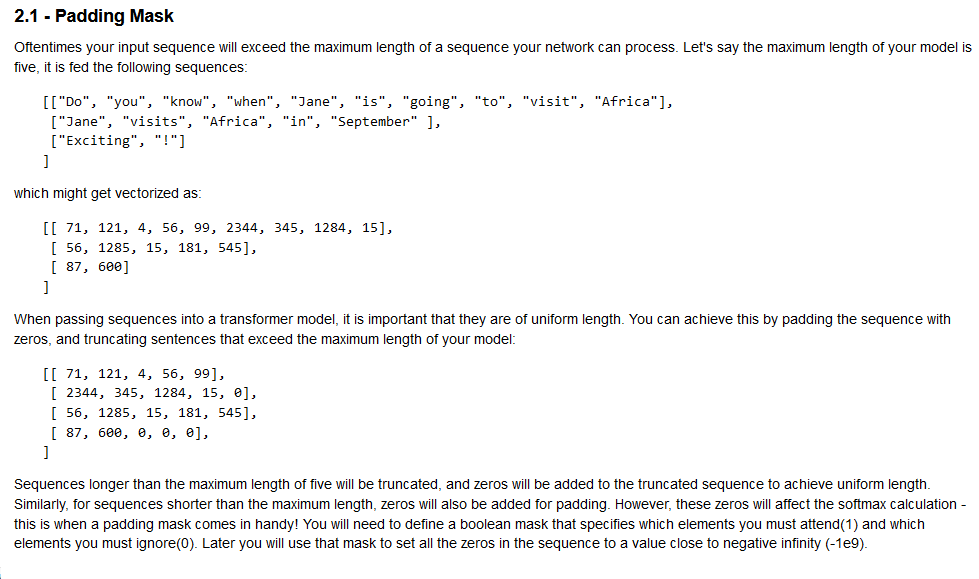 2.1 - Padding Mask
Oftentimes your input sequence will exceed the maximum length of a sequence your network can process. Let's say the maximum length of your model is
five, it is fed the following sequences:
[["Do", "you", "know", "when", "Jane", "is", "going", "to", "visit", "Africa"],
["Jane", "visits", "Africa", "in", "September" ],
["Exciting", "!"]
]
which might get vectorized as:
[[ 71, 121, 4, 56, 99, 2344, 345, 1284, 15],
[ 56, 1285, 15, 181, 545],
[ 87, 600]
]
When passing sequences into a transformer model, it is important that they are of uniform length. You can achieve this by padding the sequence with
zeros, and truncating sentences that exceed the maximum length of your model:
[[ 71, 121, 4, 56, 99],
[ 2344, 345, 1284, 15, 0],
[ 56, 1285, 15, 181, 545],
[ 87, 600, 0, 0, 0],
]
Sequences longer than the maximum length of five will be truncated, and zeros will be added to the truncated sequence to achieve uniform length.
Similarly, for sequences shorter than the maximum length, zeros will also be added for padding. However, these zeros will affect the softmax calculation -
this is when a padding mask comes in handy! You will need to define a boolean mask that specifies which elements you must attend(1) and which
elements you must ignore(0). Later you will use that mask to set all the zeros in the sequence to a value close to negative infinity (-1e9).